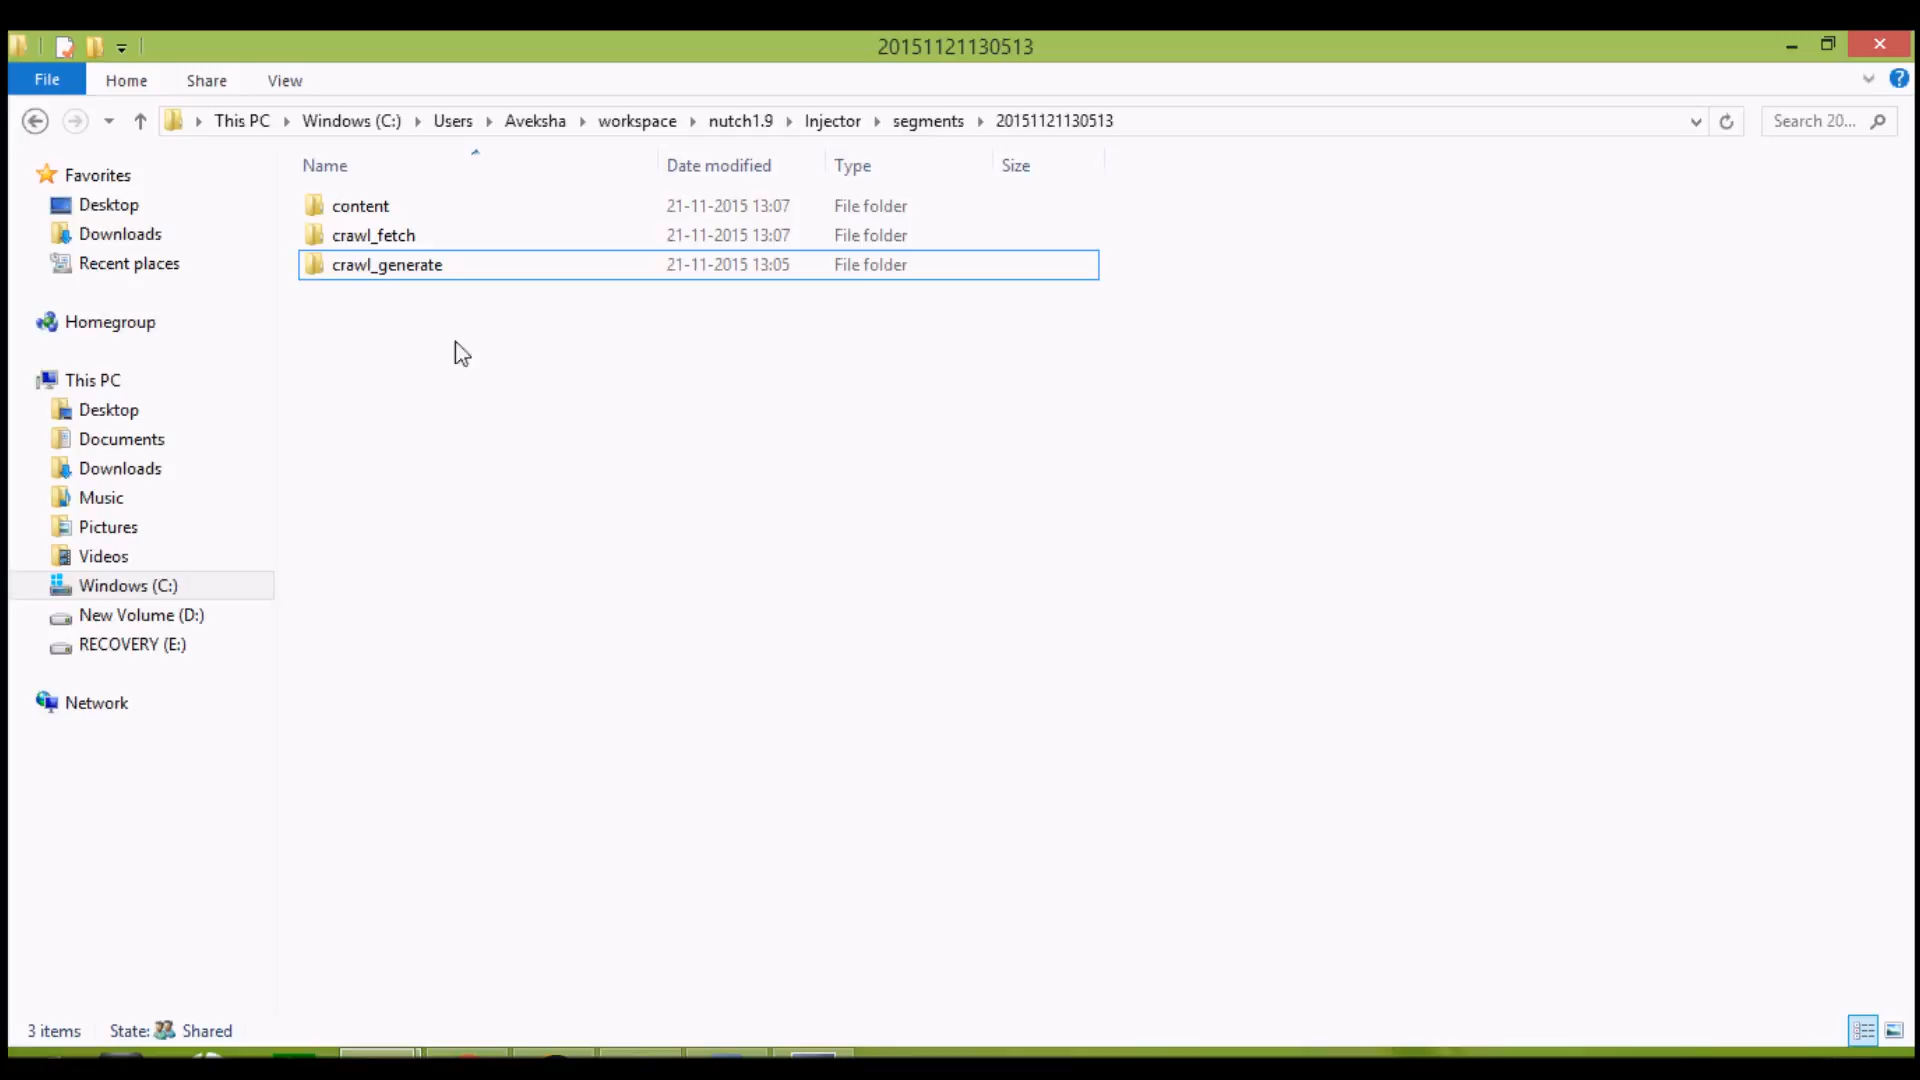 20151121130513
File Home Share View
This PC Windows (C:) Users Aveksha workspace nutch1.9 Injector segments 20151121130513 Search 20...
Name Date modified Type Size
content 21-11-2015 13:07 File folder
crawl_fetch 21-11-2015 13:07 File folder
crawl_generate 21-11-2015 13:05 File folder
Favorites
Desktop
Downloads
Recent places
Homegroup
This PC
Desktop
Documents
Downloads
Music
Pictures
Videos
Windows (C:)
New Volume (D:)
RECOVERY (E:)
Network
3 items State: Shared